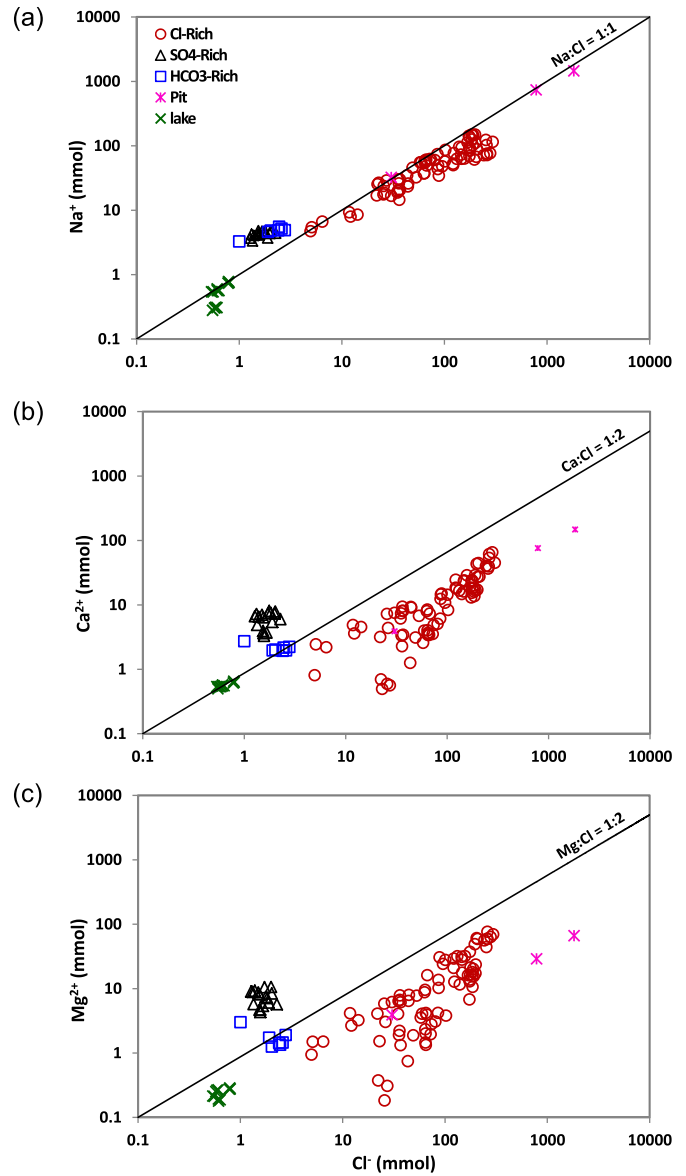 (a)
10000
1000
100
10
1
0.1
Na⁺ (mmol)
Cl-Rich
SO4-Rich
HCO3-Rich
Pit
lake
Na:Cl = 1:1
0.1 1 10 100 1000 10000
(b)
10000
1000
100
10
1
0.1
Ca²⁺ (mmol)
Ca:Cl = 1:2
0.1 1 10 100 1000 10000
(c)
10000
1000
100
10
1
0.1
Mg²⁺ (mmol)
Mg:Cl = 1:2
0.1 1 10 100 1000 10000
Cl⁻ (mmol)